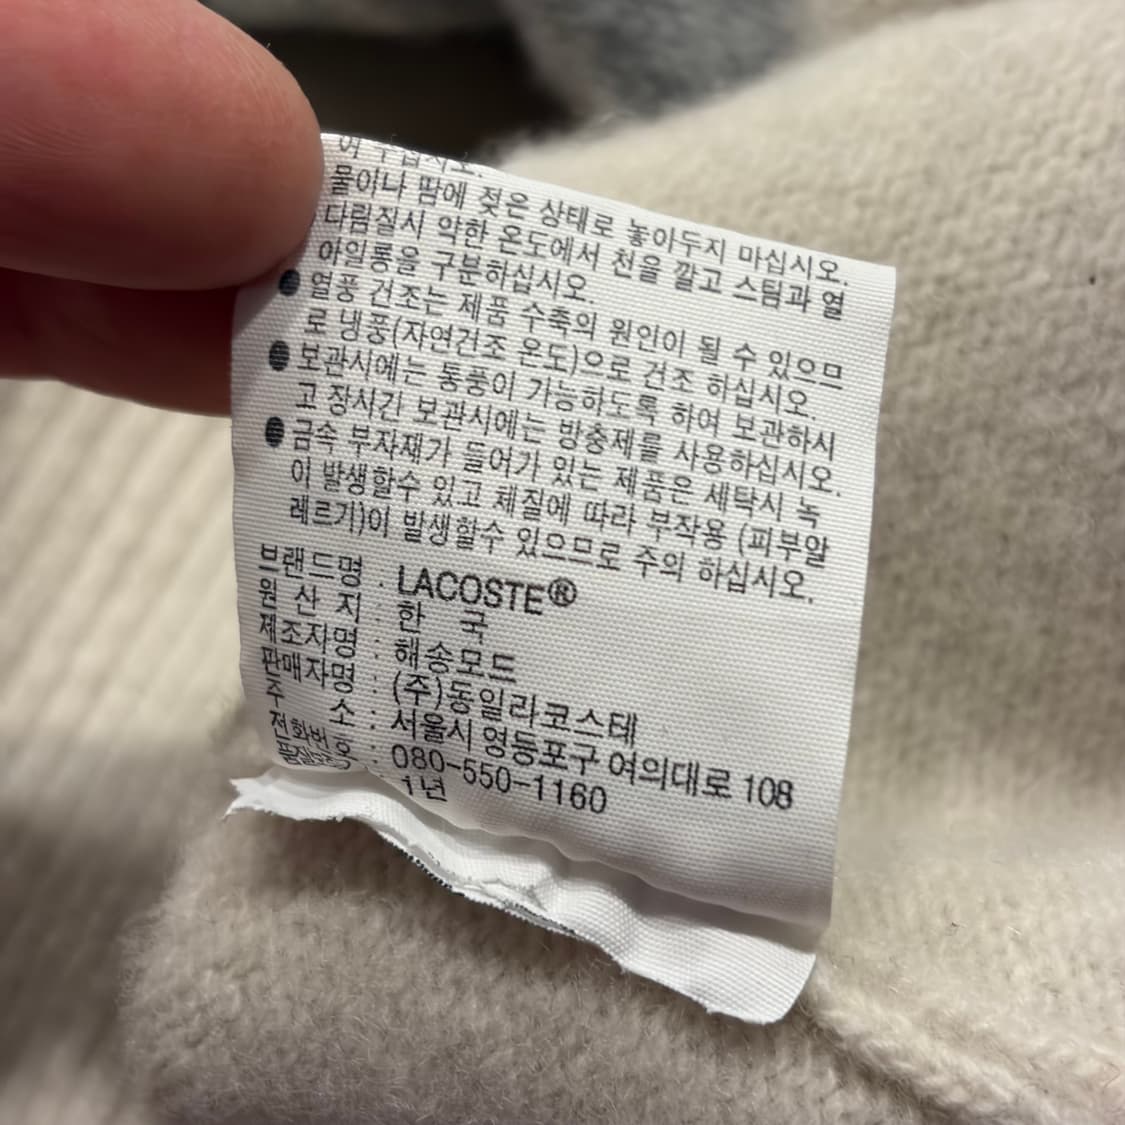 어 주십시오.
물이나 땀에 젖은 상태로 놓아두지 마십시오.
다림질시 약한 온도에서 천을 깔고 스팀과 열
아일롱을 구분하십시오.
● 열풍 건조는 제품 수축의 원인이 될 수 있으므
로 냉풍(자연건조 온도)으로 건조 하십시오.
● 보관시에는 통풍이 가능하도록 하여 보관하시
고 장시간 보관시에는 방충제를 사용하십시오.
● 금속 부자재가 들어가 있는 제품은 세탁시 녹
이 발생할수 있고 체질에 따라 부작용 (피부알
레르기)이 발생할수 있으므로 주의 하십시오.
브랜드명 : LACOSTE®
원 산 지 : 한 국
제조자명 : 해송모드
판매자명 : (주)동일라코스테
주 소 : 서울시 영등포구 여의대로 108
전화번호 : 080-550-1160
1년